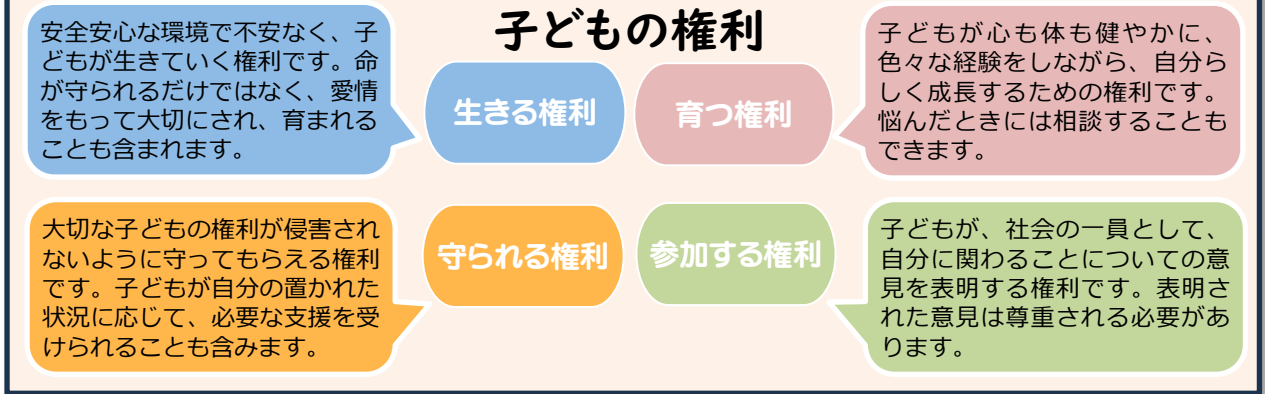 子どもの権利
安全安心な環境で不安なく、子
どもが生きていく権利です。命
が守られるだけではなく、愛情
をもって大切にされ、育まれる
ことも含まれます。
生きる権利
育つ権利
子どもが心も体も健やかに、
色々な経験をしながら、自分ら
しく成長するための権利です。
悩んだときには相談することも
できます。
大切な子どもの権利が侵害され
ないように守ってもらえる権利
です。子どもが自分の置かれた
状況に応じて、必要な支援を受
けられることも含みます。
守られる権利
参加する権利
子どもが、社会の一員として、
自分に関わることについての意
見を表明する権利です。表明さ
れた意見は尊重される必要があ
ります。